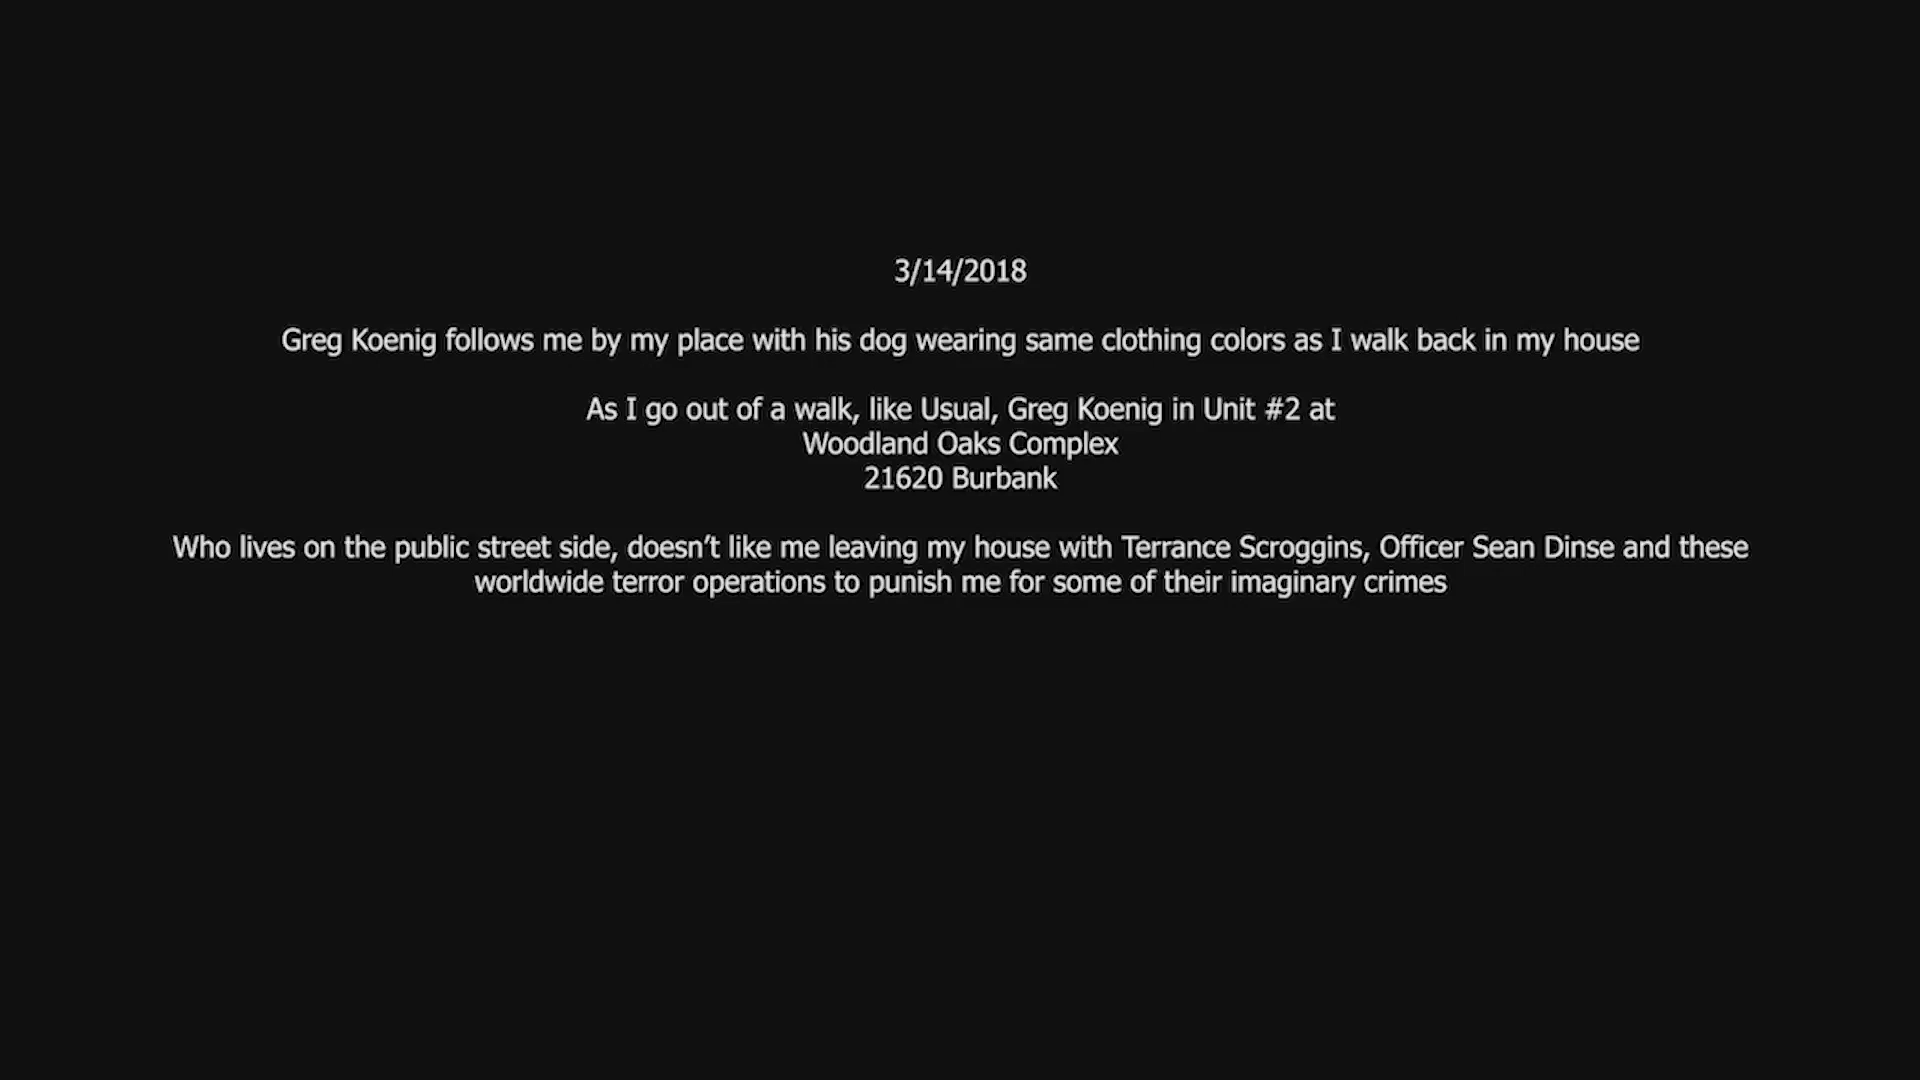 3/14/2018
Greg Koenig follows me by my place with his dog wearing same clothing colors as I walk back in my house
As I go out of a walk, like Usual, Greg Koenig in Unit #2 at
Woodland Oaks Complex
21620 Burbank
Who lives on the public street side, doesn’t like me leaving my house with Terrance Scroggins, Officer Sean Dinse and these
worldwide terror operations to punish me for some of their imaginary crimes